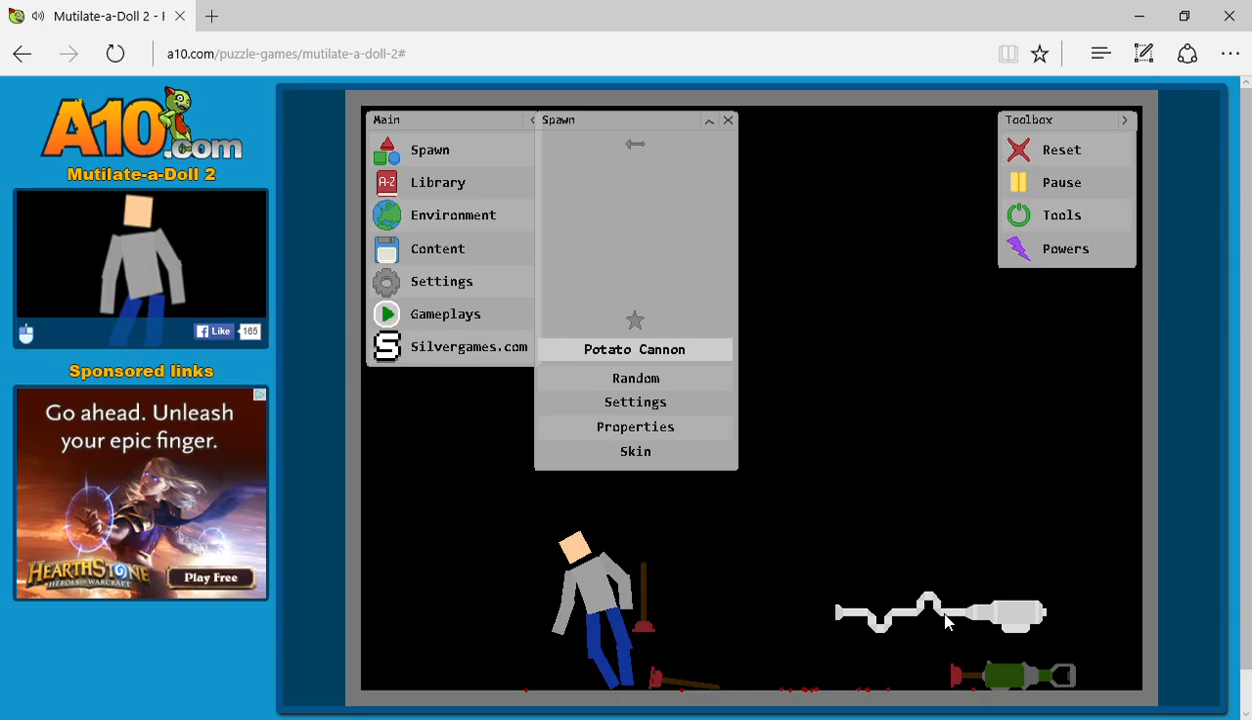 Mutilate-a-Doll 2 - F
a10.com/puzzle-games/mutilate-a-doll-2#
A10.com
Mutilate-a-Doll 2
Like 165
Sponsored links
Go ahead. Unleash
your epic finger.
HEARTHSTONE
HEROES OF WARCRAFT
Play Free
Main
Spawn
A-Z Library
Environment
Content
Settings
Gameplays
S Silvergames.com
Spawn
Potato Cannon
Random
Settings
Properties
Skin
Toolbox
Reset
Pause
Tools
Powers